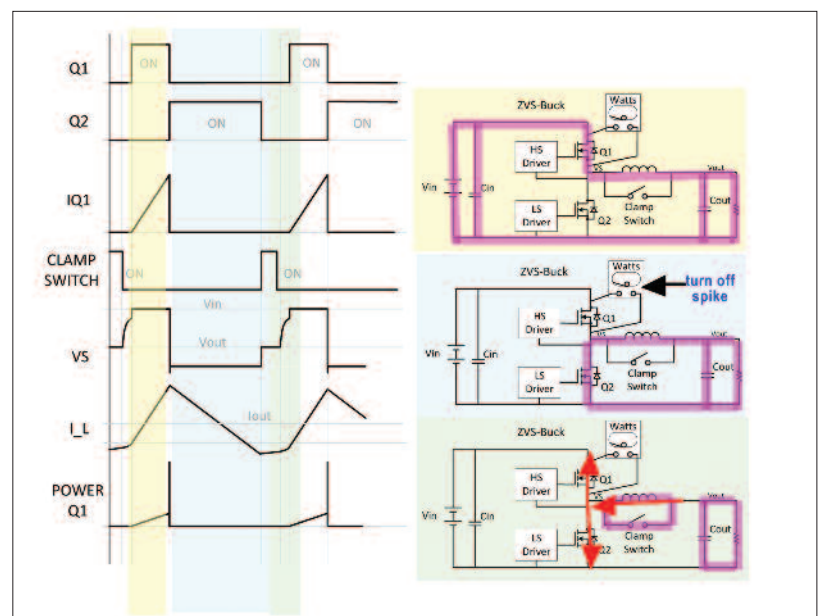 Q1
ON
ON
Q2
ON
ON
IQ1
CLAMP
SWITCH
ON
ON
Vin
VS
Vout
I_L
Iout
POWER
Q1
ZVS-Buck
Watts
HS
Driver
Q1
VS
Vout
Vin
Cin
Clamp
Switch
Cout
LS
Driver
Q2
ZVS-Buck
Watts
turn off
spike
HS
Driver
Q1
VS
Vout
Vin
Cin
Clamp
Switch
Cout
LS
Driver
Q2
ZVS-Buck
Watts
HS
Driver
Q1
VS
Vout
Vin
Cin
Clamp
Switch
Cout
LS
Driver
Q2